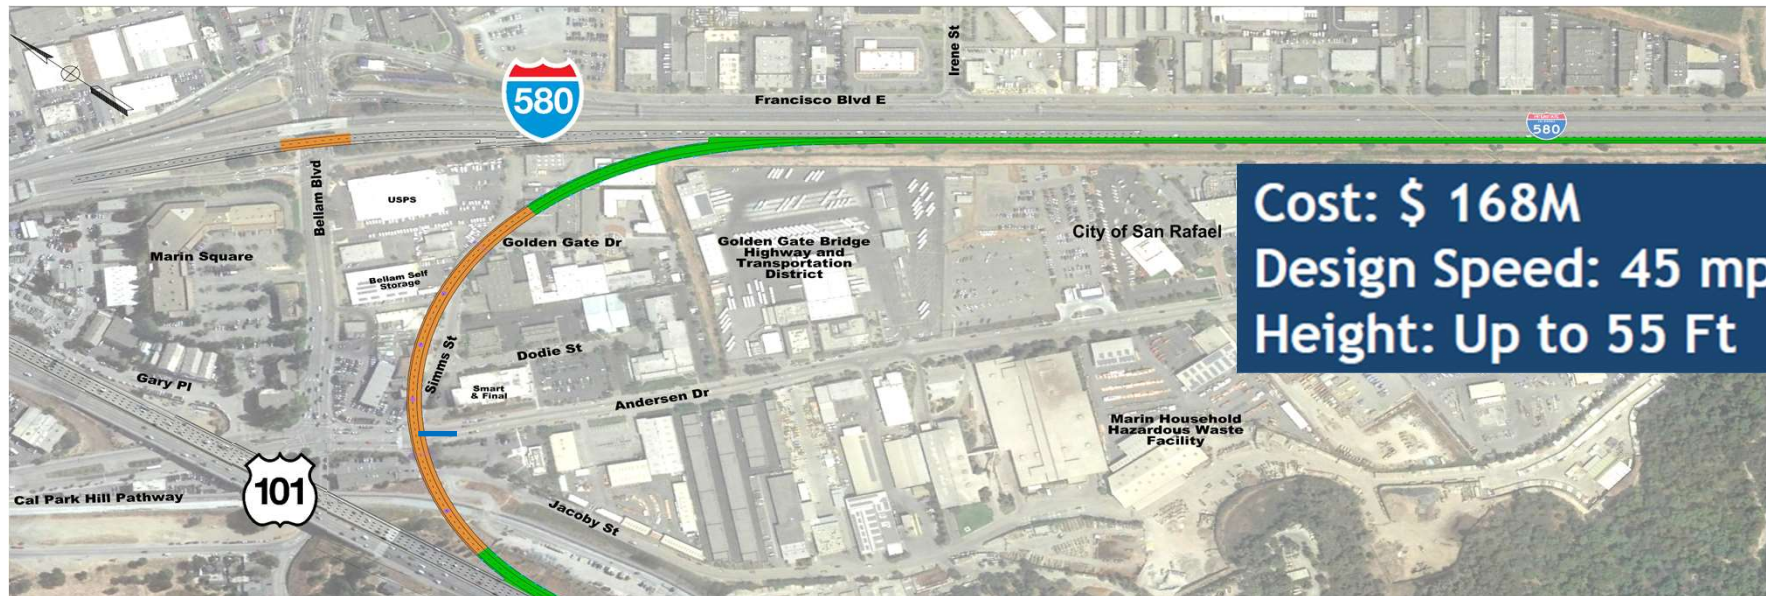 Irene St
580
Francisco Blvd E
580
Bellam Blvd
USPS
Cost: $ 168M
Design Speed: 45 mp
Height: Up to 55 Ft
City of San Rafael
Golden Gate Dr
Golden Gate Bridge
Highway and
Transportation
District
Marin Square
Bellam Self
Storage
Simms St
Dodie St
Gary Pl
Smart
& Final
Andersen Dr
Marin Household
Hazardous Waste
Facility
101
Cal Park Hill Pathway
Jacoby St